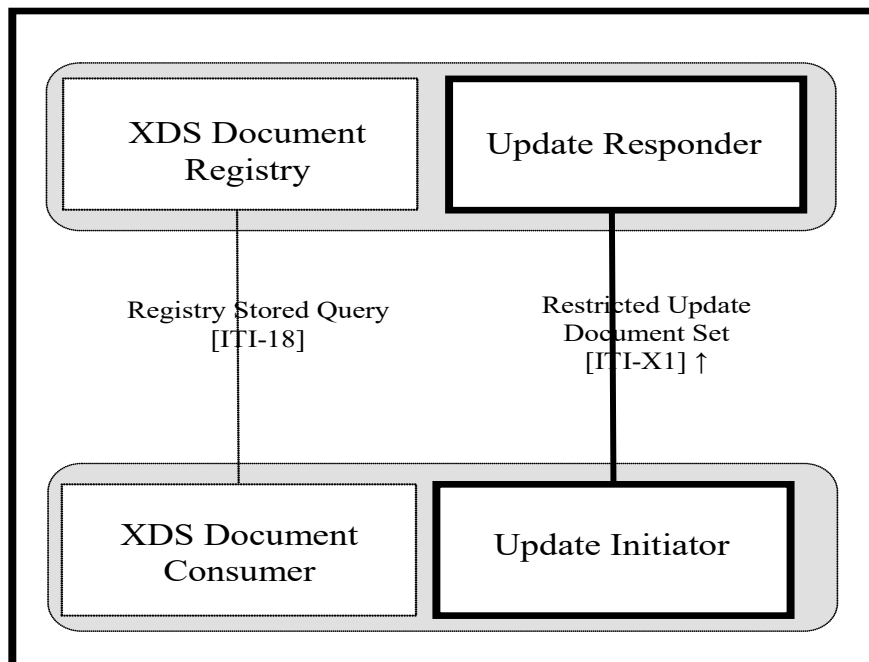 XDS Document
Registry
Update Responder
Registry Stored Query
[ITI-18]
Restricted Update
Document Set
[ITI-X1] ↑
XDS Document
Consumer
Update Initiator